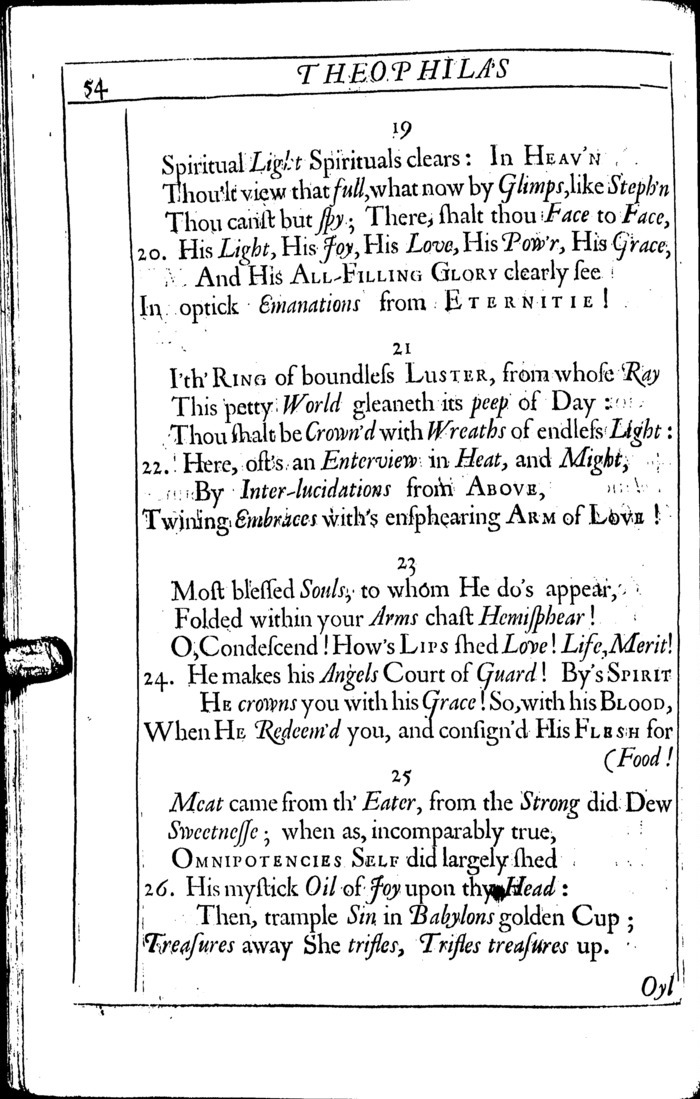 54
THEOPHILA'S
19
Spiritual Light Spirituals clears: In HEAV'N
Thou'lt view that full, what now by Glimps, like Steph'n
Thou canſt but ſpy; There, ſhalt thou Face to Face,
20. His Light, His Joy, His Love, His Pow'r, His Grace,
And His ALL-FILLING GLORY clearly ſee
In optick Emanations from ETERNITIE!
21
I'th' RING of boundleſs LUSTER, from whoſe Ray
This petty World gleaneth its peep of Day:
Thou ſhalt be Crown'd with Wreaths of endleſs Light:
22. Here, oft's an Enterview in Heat, and Might,
By Inter-lucidations from ABOVE,
Twining Embraces with's enſphearing ARM of LOVE!
23
Moſt bleſſed Souls, to whom He do's appear,
Folded within your Arms chaſt Hemiſphear!
O, Condeſcend! How's LIPS ſhed Love! Life, Merit!
24. He makes his Angels Court of Guard! By's SPIRIT
HE crowns you with his Grace! So, with his BLOOD,
When HE Redeem'd you, and conſign'd His FLESH for
(Food!
25
Meat came from th' Eater, from the Strong did Dew
Sweetneſſe; when as, incomparably true,
OMNIPOTENCIES SELF did largely ſhed
26. His myſtick Oil of Joy upon thy Head:
Then, trample Sin in Babylons golden Cup;
Treaſures away She trifles, Trifles treaſures up.
Oyl